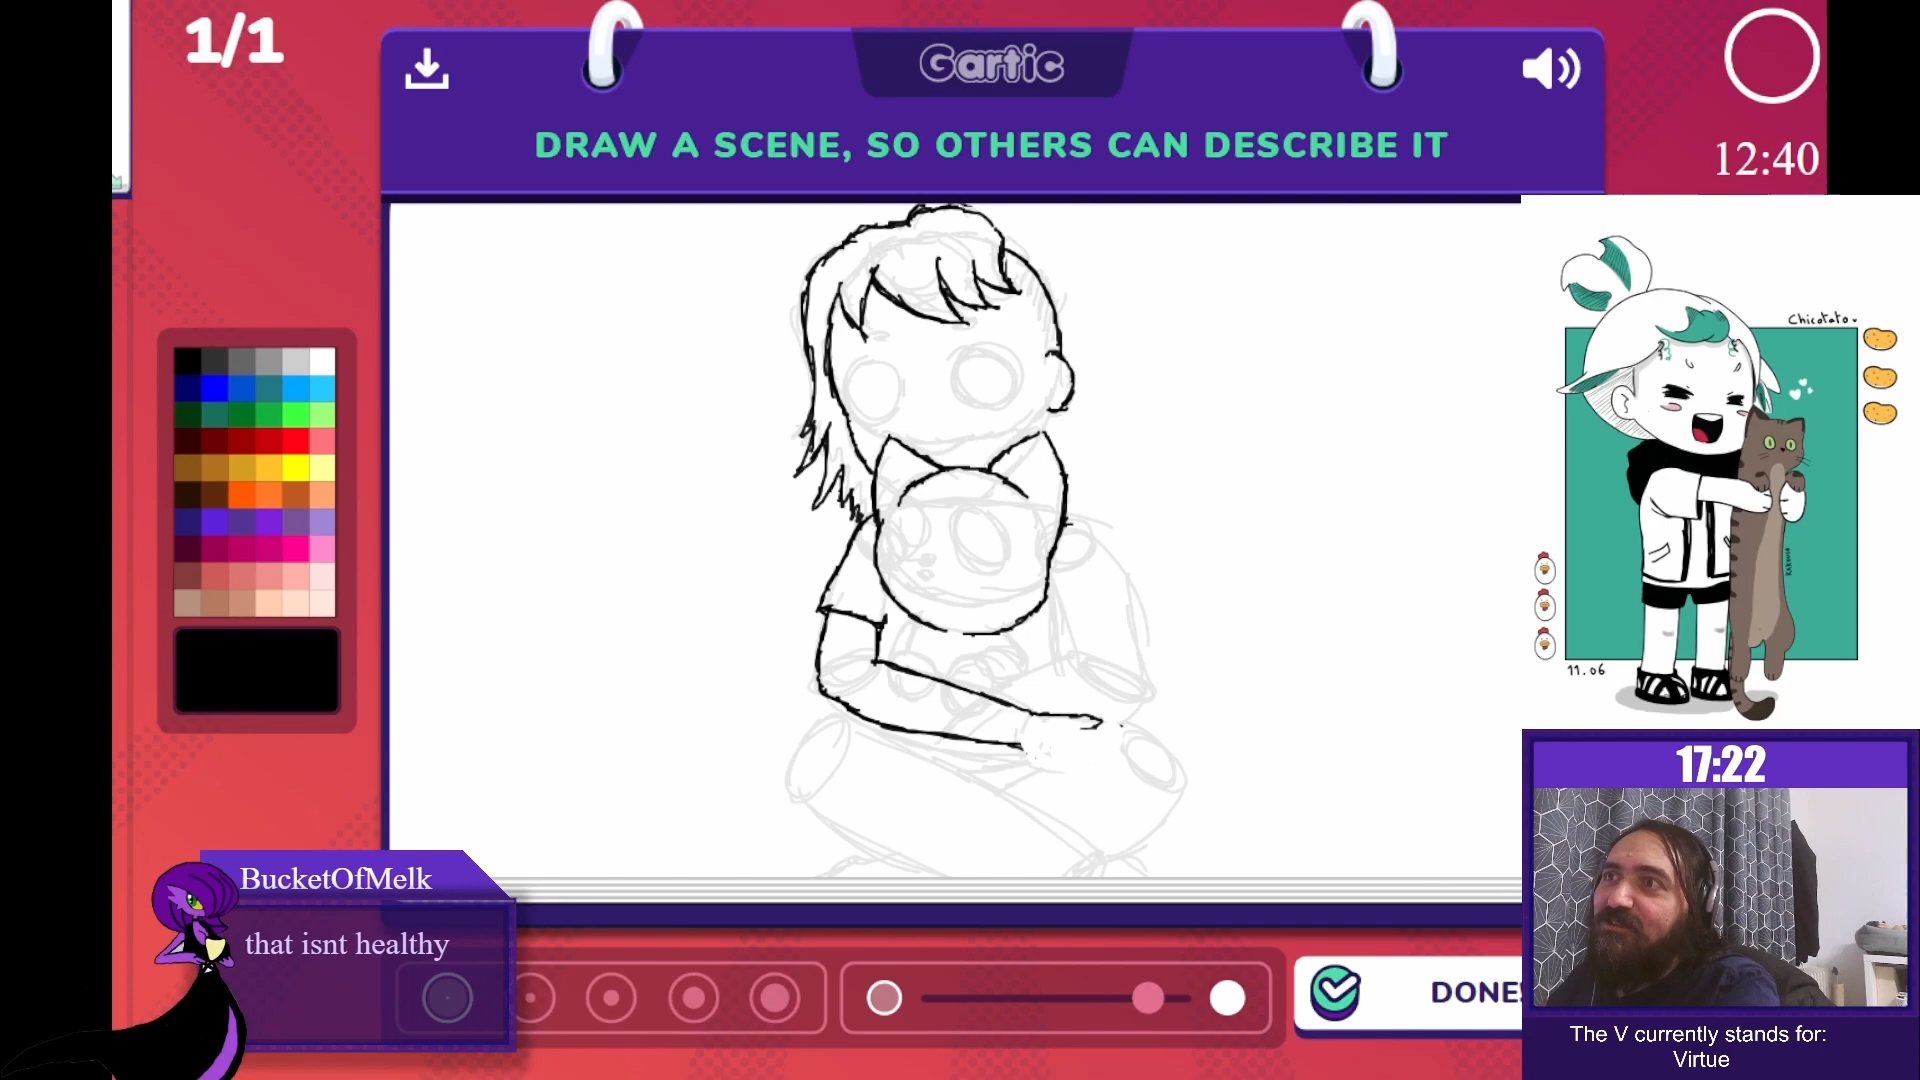 1/1
Gartic
DRAW A SCENE, SO OTHERS CAN DESCRIBE IT
12:40
Chicotato.
11.06
17:22
BucketOfMelk
that isnt healthy
DONE!
The V currently stands for:
Virtue